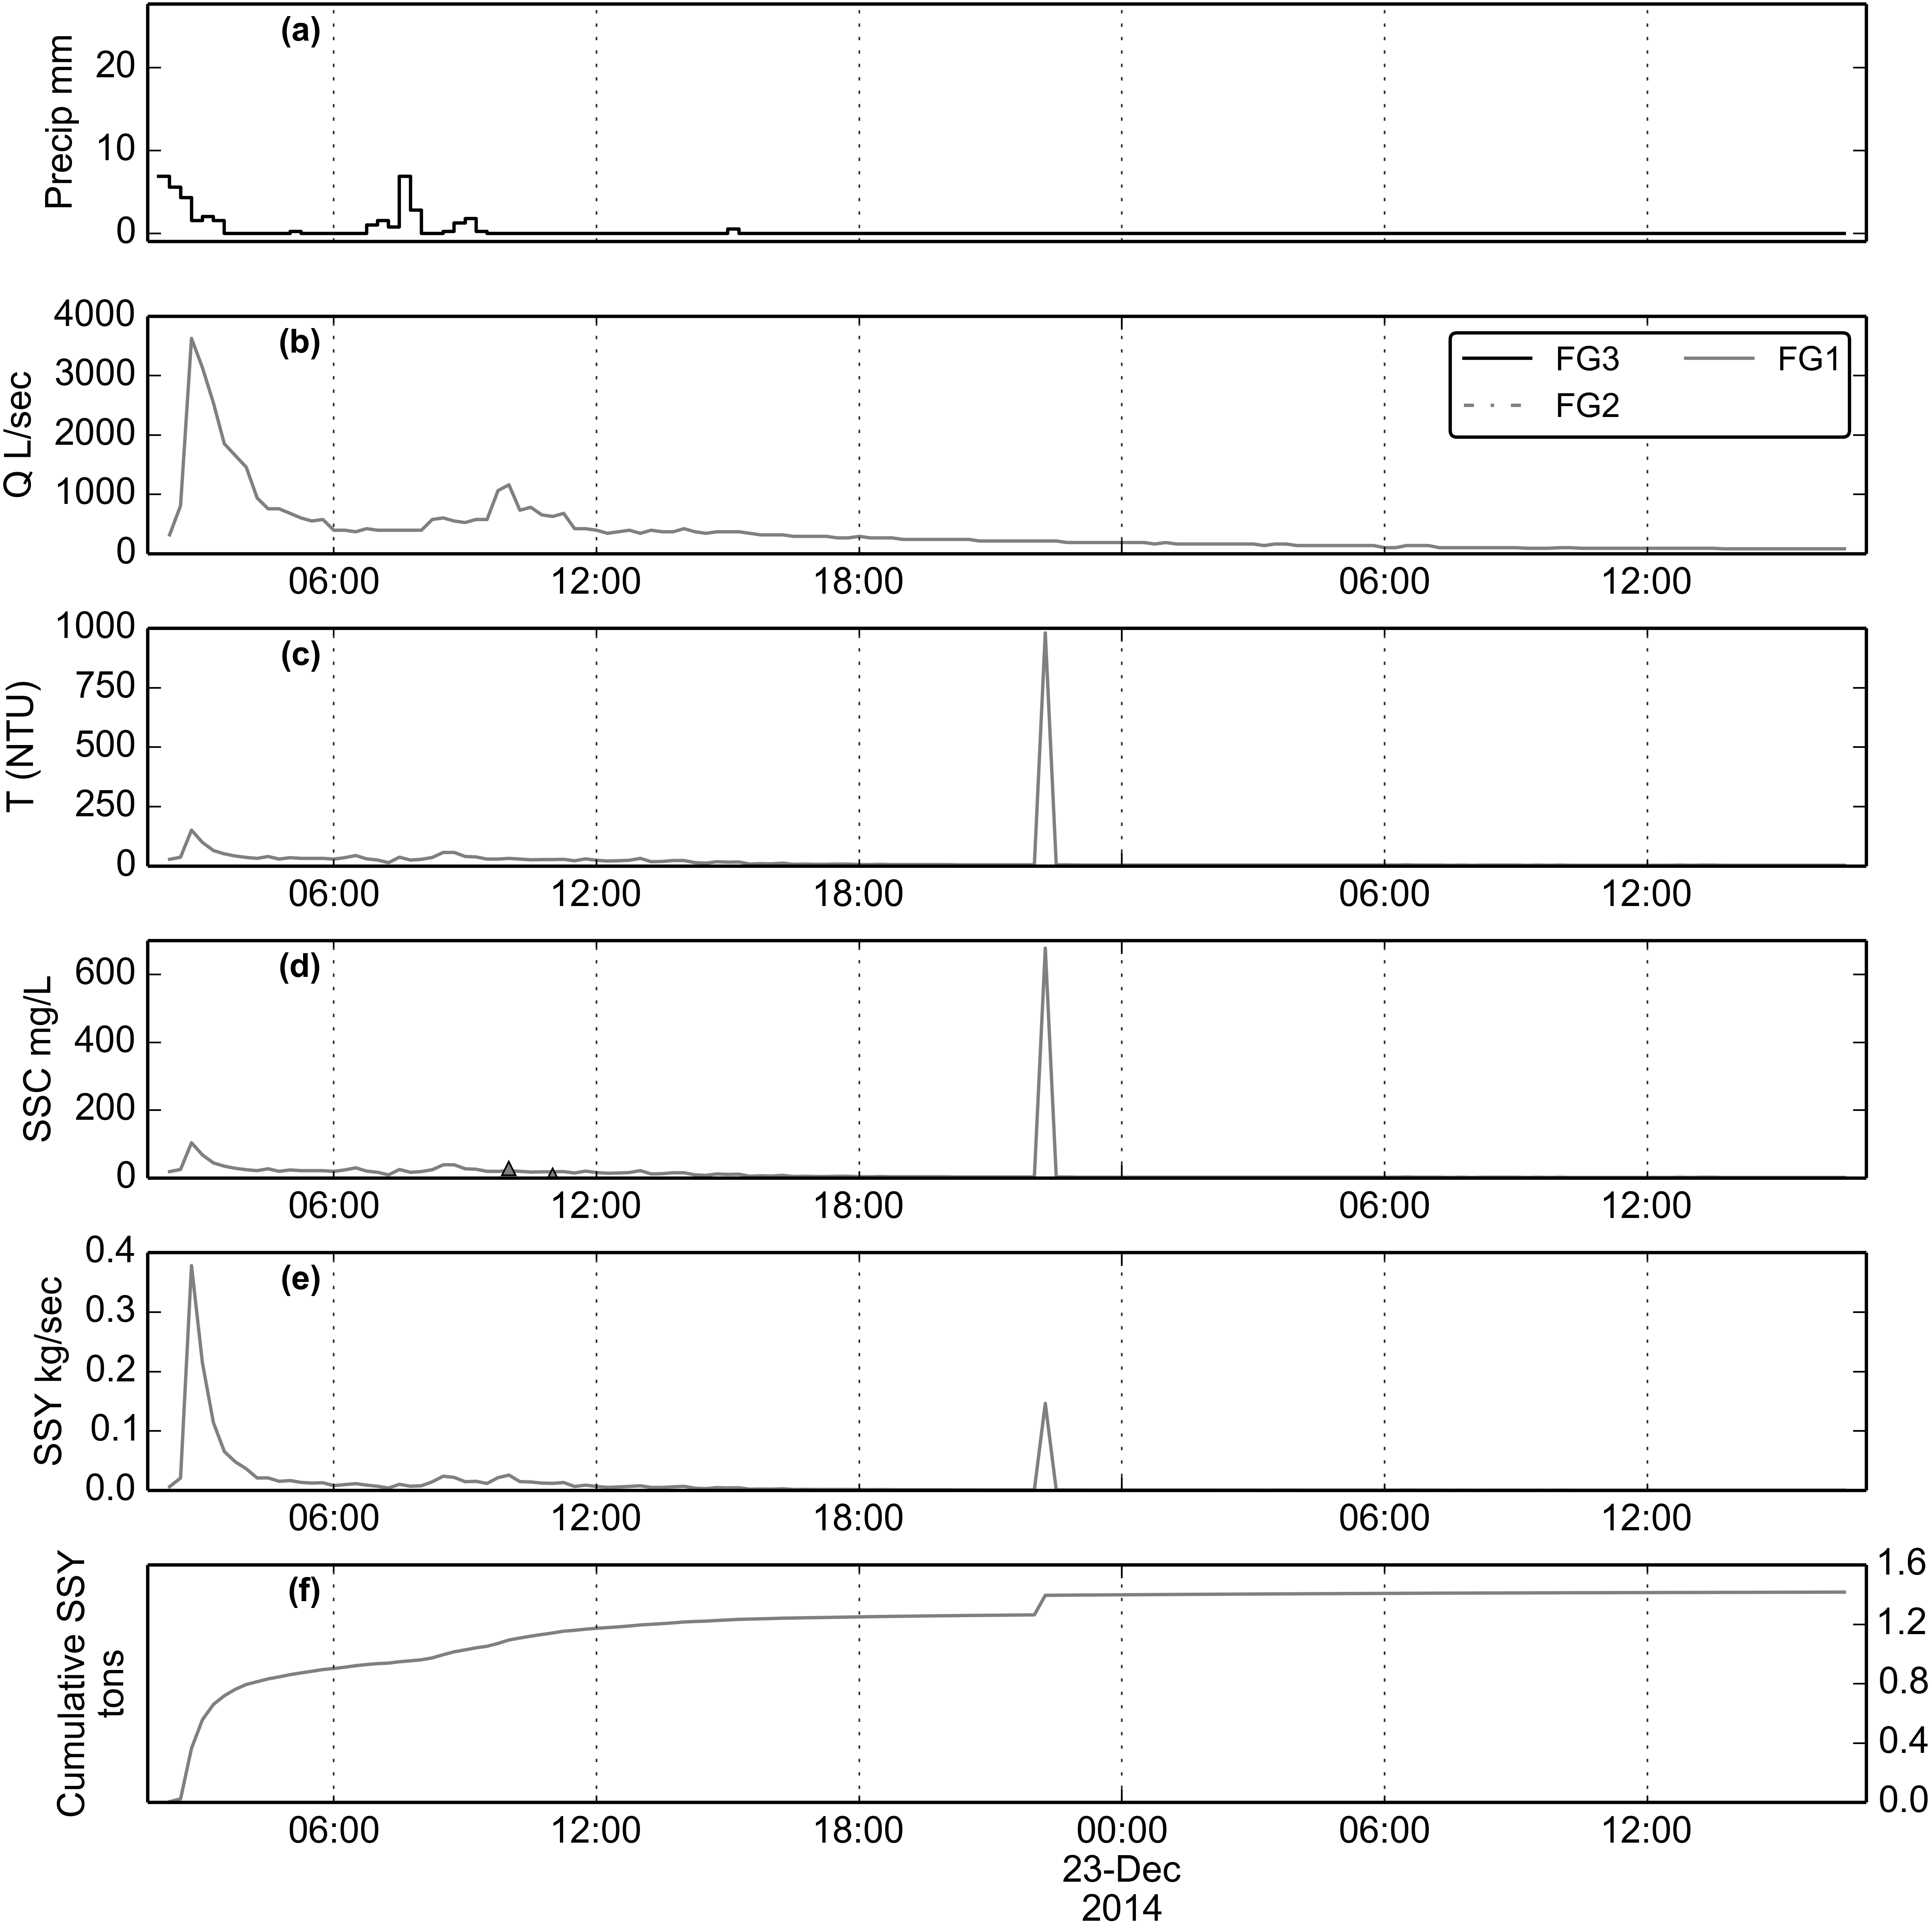 (a)
Precip mm
20
10
0
(b)
Q L/sec
4000
3000
2000
1000
0
FG3 FG1
FG2
06:00 12:00 18:00 06:00 12:00
(c)
T (NTU)
1000
750
500
250
0
06:00 12:00 18:00 06:00 12:00
(d)
SSC mg/L
600
400
200
0
06:00 12:00 18:00 06:00 12:00
(e)
SSY kg/sec
0.4
0.3
0.2
0.1
0.0
06:00 12:00 18:00 06:00 12:00
(f)
Cumulative SSY
tons
1.6
1.2
0.8
0.4
0.0
06:00 12:00 18:00 00:00 06:00 12:00
23-Dec
2014